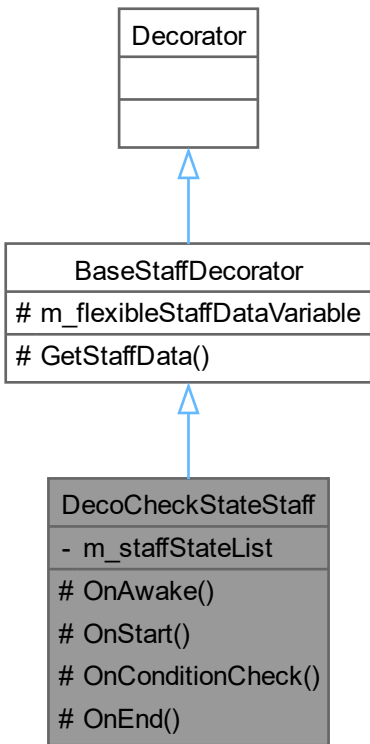 Decorator
BaseStaffDecorator
# m_flexibleStaffDataVariable
# GetStaffData()
DecoCheckStateStaff
- m_staffStateList
# OnAwake()
# OnStart()
# OnConditionCheck()
# OnEnd()